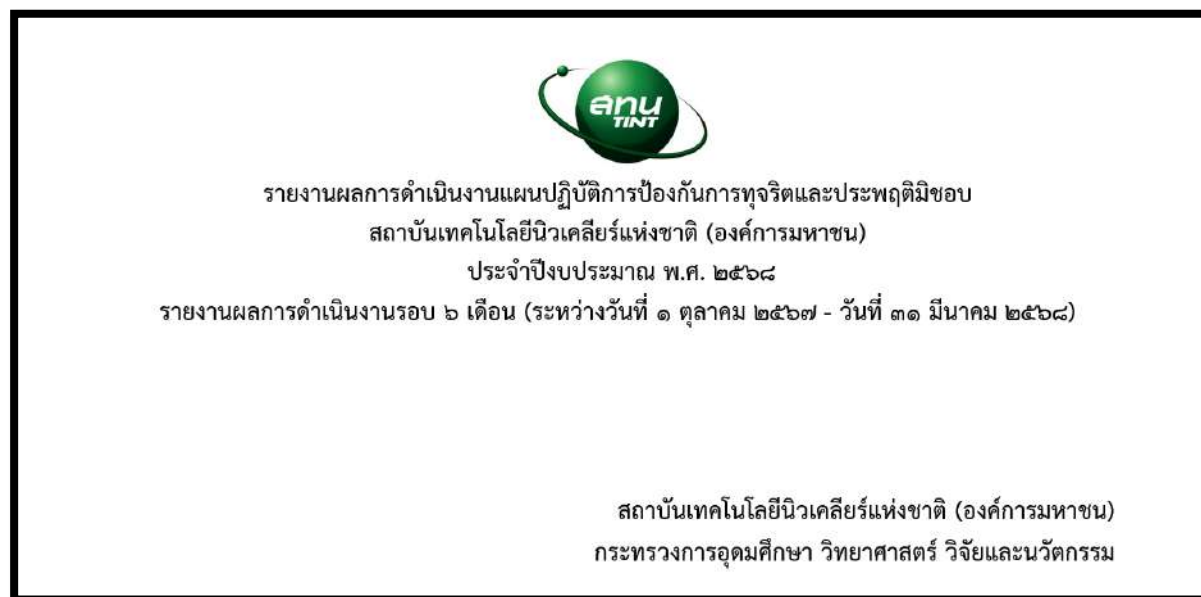 สทน
TINT
รายงานผลการดำเนินงานแผนปฏิบัติการป้องกันการทุจริตและประพฤติมิชอบ
สถาบันเทคโนโลยีนิวเคลียร์แห่งชาติ (องค์การมหาชน)
ประจำปีงบประมาณ พ.ศ. ๒๕๖๘
รายงานผลการดำเนินงานรอบ ๖ เดือน (ระหว่างวันที่ ๑ ตุลาคม ๒๕๖๗ - วันที่ ๓๑ มีนาคม ๒๕๖๘)
สถาบันเทคโนโลยีนิวเคลียร์แห่งชาติ (องค์การมหาชน)
กระทรวงการอุดมศึกษา วิทยาศาสตร์ วิจัยและนวัตกรรม